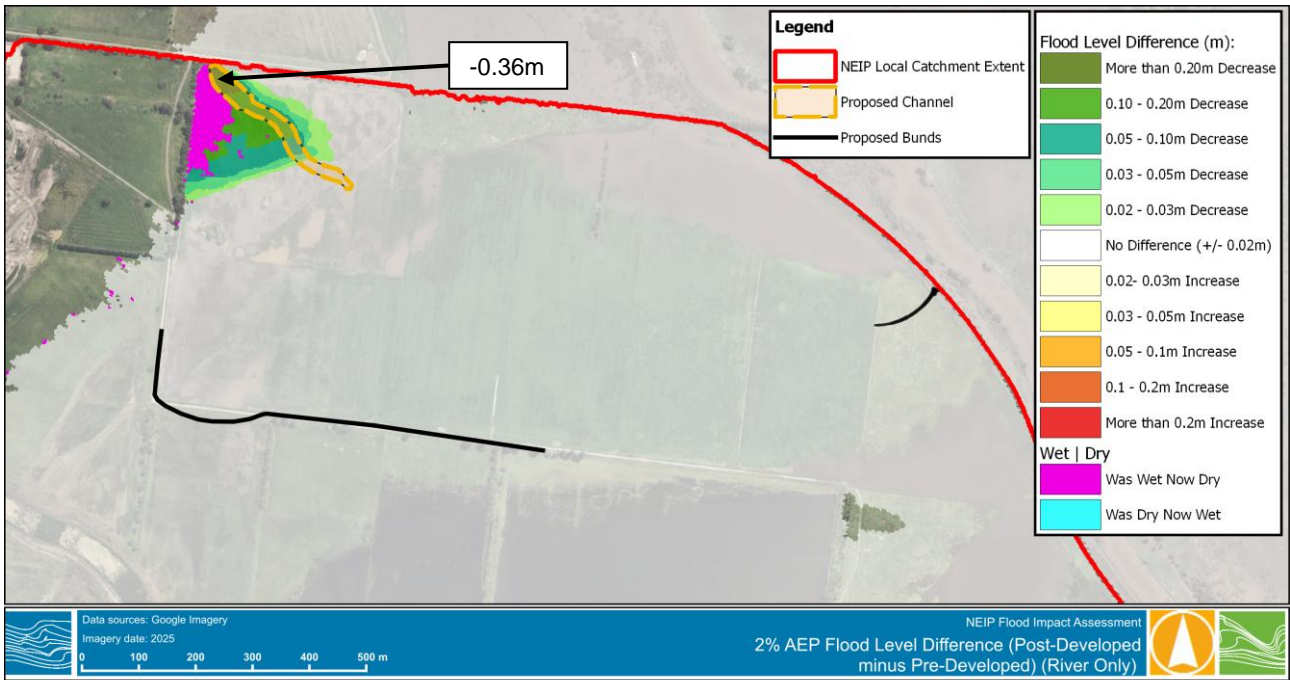 -0.36m
Legend
NEIP Local Catchment Extent
Proposed Channel
Proposed Bunds
Flood Level Difference (m):
More than 0.20m Decrease
0.10 - 0.20m Decrease
0.05 - 0.10m Decrease
0.03 - 0.05m Decrease
0.02 - 0.03m Decrease
No Difference (+/- 0.02m)
0.02- 0.03m Increase
0.03 - 0.05m Increase
0.05 - 0.1m Increase
0.1 - 0.2m Increase
More than 0.2m Increase
Wet | Dry
Was Wet Now Dry
Was Dry Now Wet
Data sources: Google Imagery
Imagery date: 2025
0 100 200 300 400 500 m
NEIP Flood Impact Assessment
2% AEP Flood Level Difference (Post-Developed
minus Pre-Developed) (River Only)